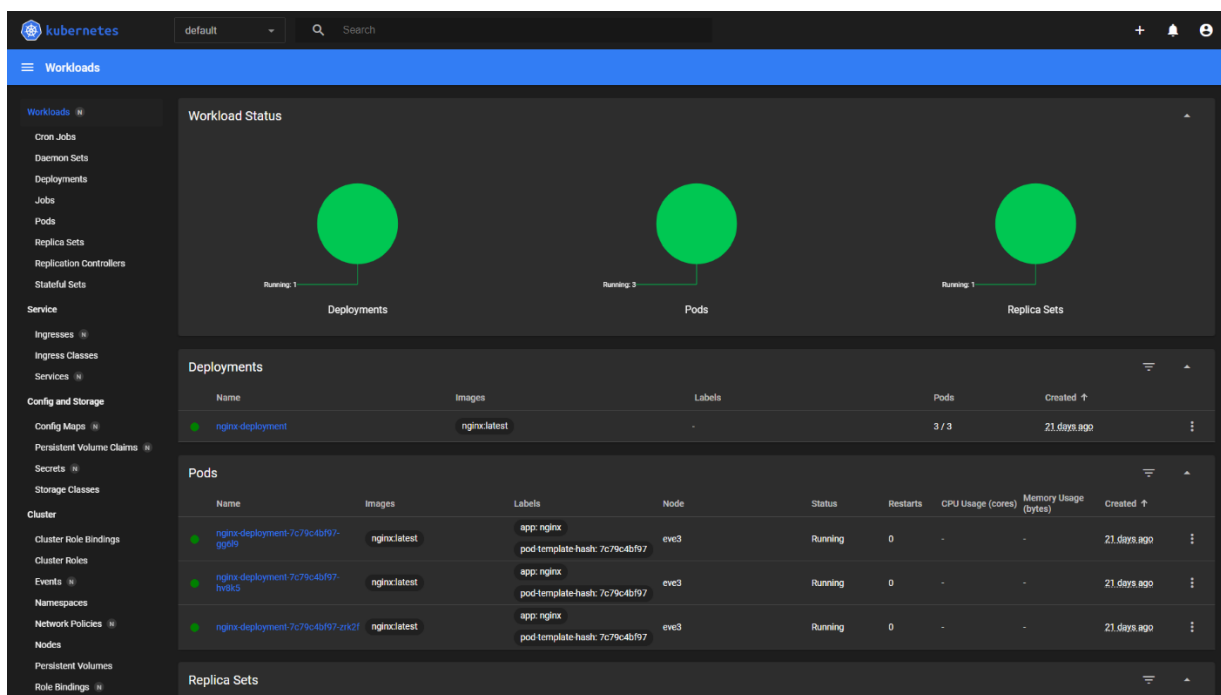 kubernetes
default
Search
Workloads
Workloads N
Cron Jobs
Daemon Sets
Deployments
Jobs
Pods
Replica Sets
Replication Controllers
Stateful Sets
Service
Ingresses N
Ingress Classes
Services N
Config and Storage
Config Maps N
Persistent Volume Claims N
Secrets N
Storage Classes
Cluster
Cluster Role Bindings
Cluster Roles
Events N
Namespaces
Network Policies N
Nodes
Persistent Volumes
Role Bindings N
Workload Status
Running: 1
Deployments
Running: 3
Pods
Running: 1
Replica Sets
Deployments
Name Images Labels Pods Created
nginx-deployment nginx:latest - 3 / 3 21 days ago
Pods
Name Images Labels Node Status Restarts CPU Usage (cores) Memory Usage (bytes) Created
nginx-deployment-7c79c4bf97-
gg6l9
nginx:latest
app: nginx
pod-template-hash: 7c79c4bf97
eve3 Running 0 - - 21 days ago
nginx-deployment-7c79c4bf97-
hv8k5
nginx:latest
app: nginx
pod-template-hash: 7c79c4bf97
eve3 Running 0 - - 21 days ago
nginx-deployment-7c79c4bf97-zrk2f
nginx:latest
app: nginx
pod-template-hash: 7c79c4bf97
eve3 Running 0 - - 21 days ago
Replica Sets